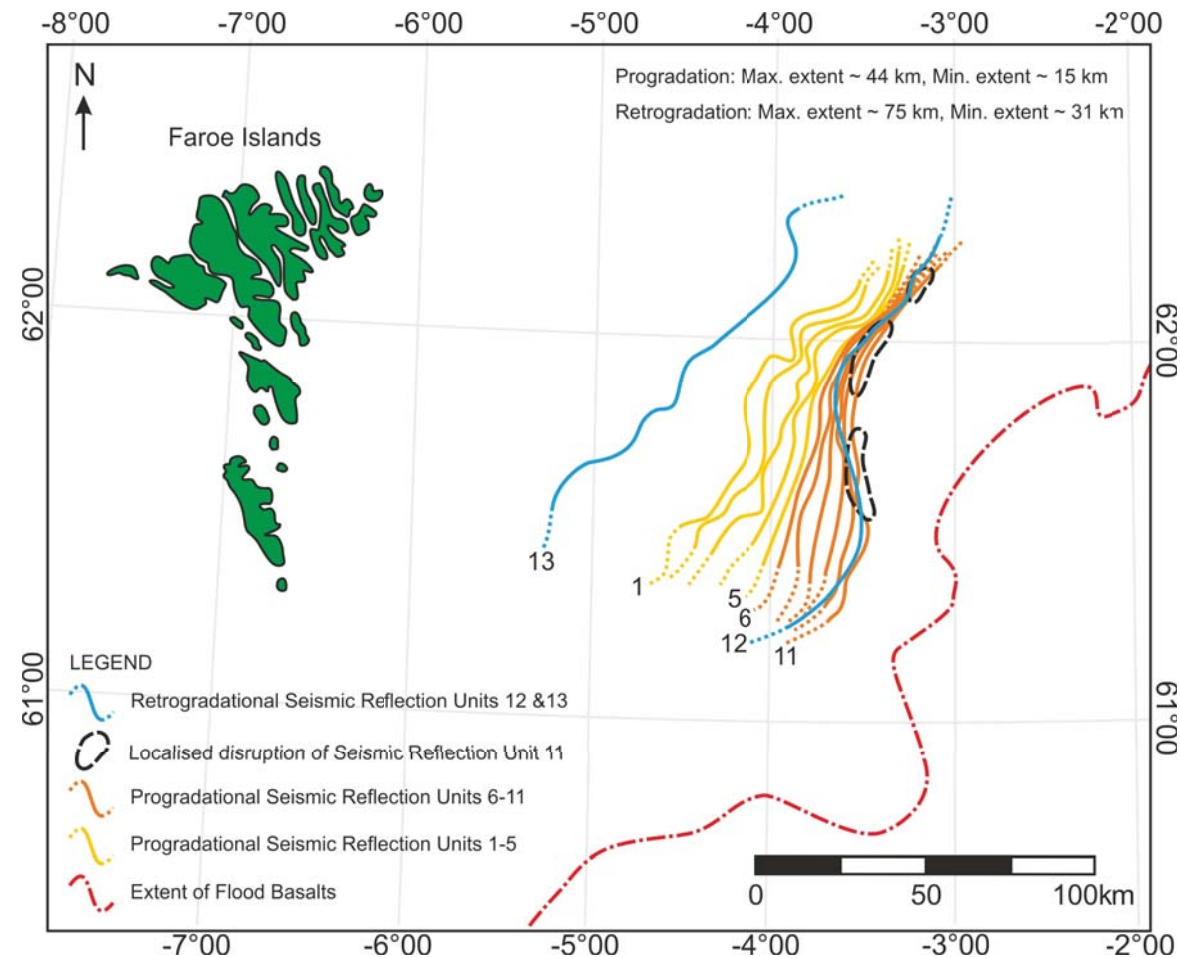 -8°00 -7°00 -6°00 -5°00 -4°00 -3°00 -2°00
N
Progradation: Max. extent ~ 44 km, Min. extent ~ 15 km
Retrogradation: Max. extent ~ 75 km, Min. extent ~ 31 km
Faroe Islands
62°00
62°00
13
1
5
6
12
11
61°00
61°00
LEGEND
Retrogradational Seismic Reflection Units 12 &13
Localised disruption of Seismic Reflection Unit 11
Progradational Seismic Reflection Units 6-11
Progradational Seismic Reflection Units 1-5
Extent of Flood Basalts
0 50 100km
-7°00 -6°00 -5°00 -4°00 -3°00 -2°00